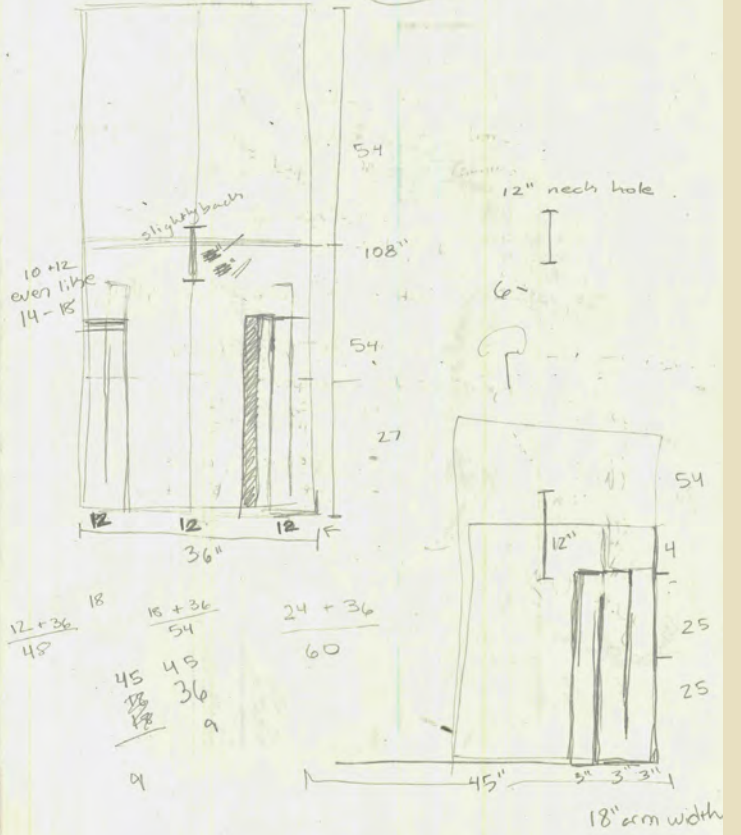 54
12" neck hole
slightly back
108"
10 +12
even like
14 - 18
6 -
54
27
54
12"
4
12 12 12
36"
25
18
12 + 36
48
18 + 36
54
24 + 36
60
25
45 45
36
9
9
45" 3" 3" 3"
18" arm width